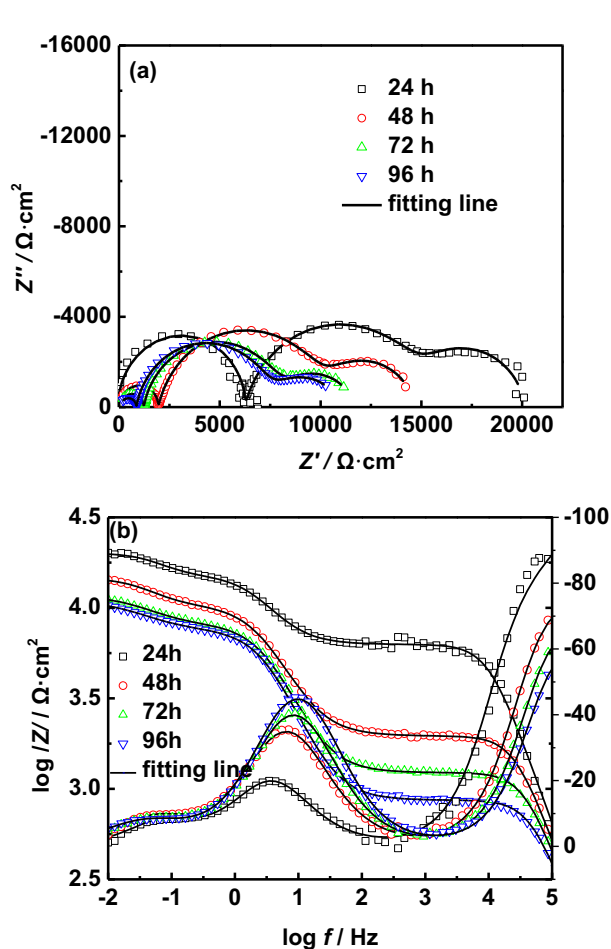 -16000
(a)
24 h
48 h
72 h
96 h
fitting line
-12000
-8000
-4000
0
Z'' / Ω·cm²
0 5000 10000 15000 20000
Z' / Ω·cm²
4.5 (b) -100
4.0 -80
3.5 -60
3.0 -40
2.5 -20
0
24h
48h
72h
96h
fitting line
log |Z| / Ω·cm²
-2 -1 0 1 2 3 4 5
log f / Hz